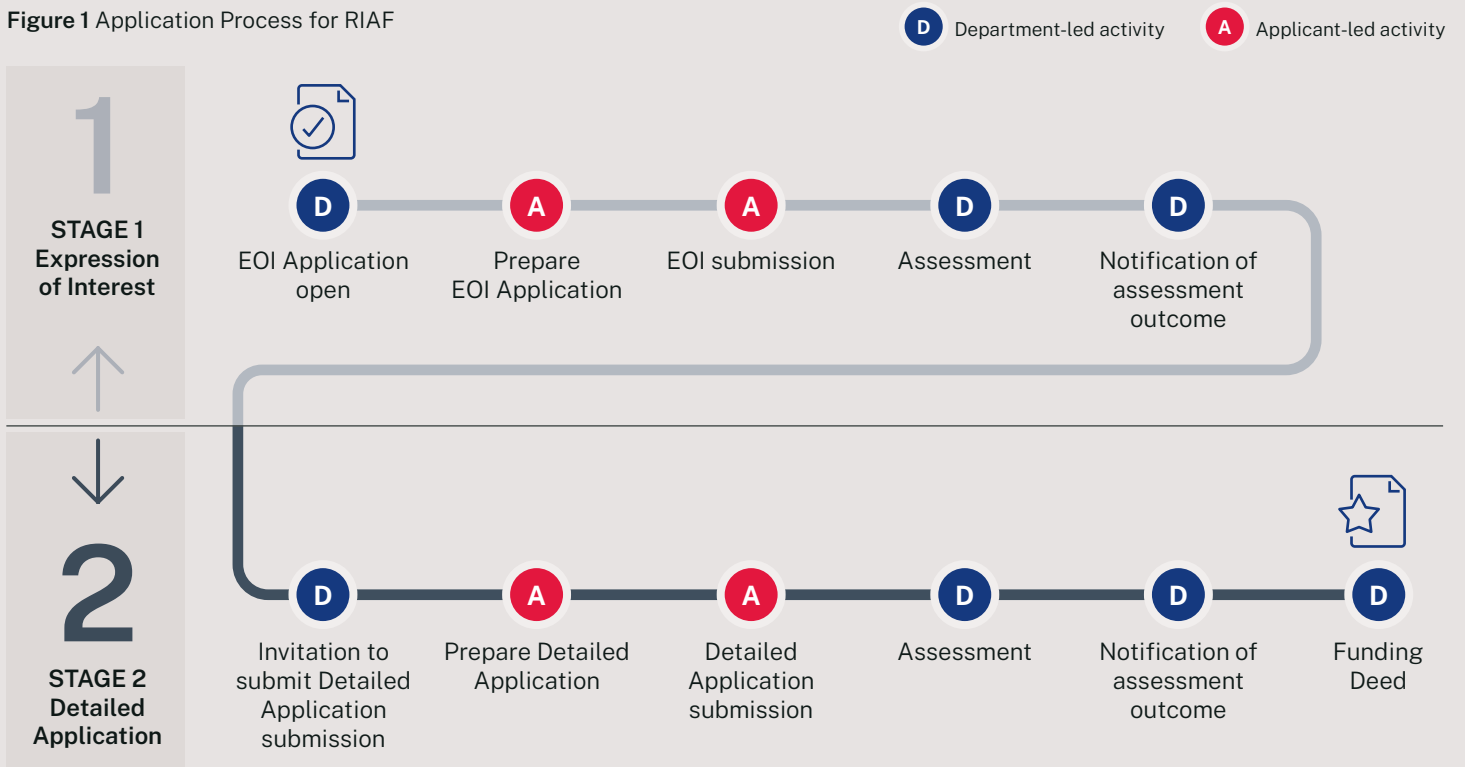 Figure 1 Application Process for RIAF
D Department-led activity
A Applicant-led activity
1
STAGE 1
Expression
of Interest
D
EOI Application
open
A
Prepare
EOI Application
A
EOI submission
D
Assessment
D
Notification of
assessment
outcome
2
STAGE 2
Detailed
Application
D
Invitation to
submit Detailed
Application
submission
A
Prepare Detailed
Application
A
Detailed
Application
submission
D
Assessment
D
Notification of
assessment
outcome
D
Funding
Deed